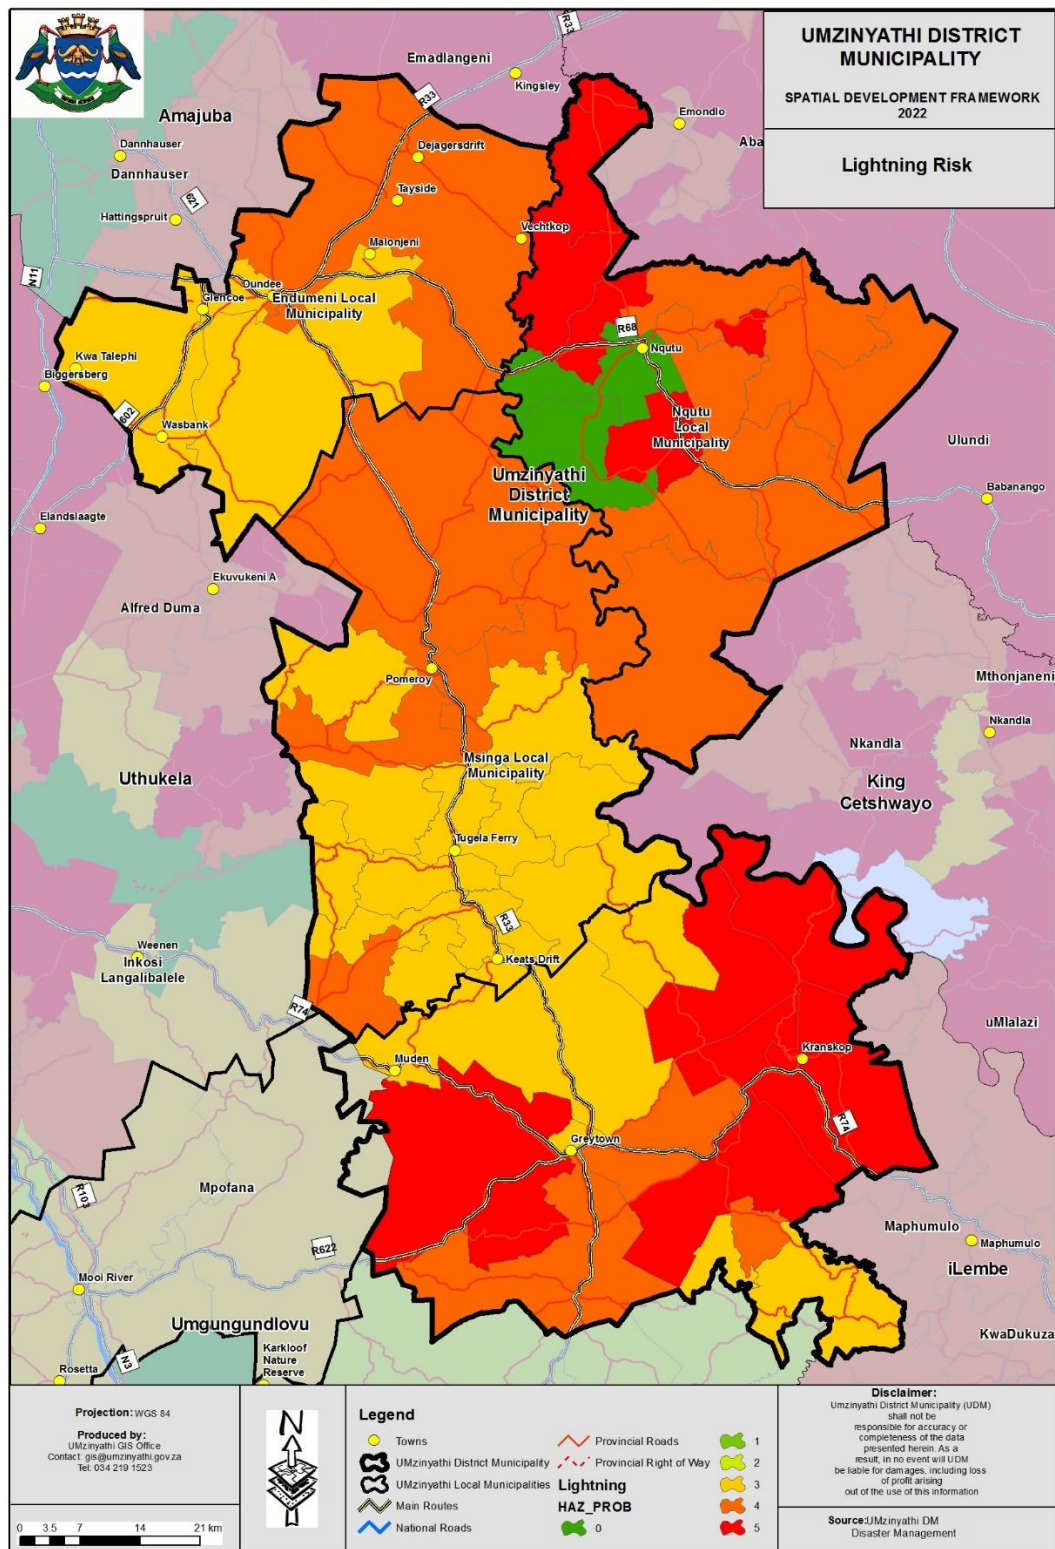 UMZINYATHI DISTRICT
MUNICIPALITY
SPATIAL DEVELOPMENT FRAMEWORK
2022
Lightning Risk
R33
Emadlangeni
Kingsley
R33
Emondlo
Aba
Amajuba
Dannhauser
Dannhauser
621
Hattingspruit
Dejagersdrift
Tayside
Vechtkop
Malonjeni
N11
Dundee
Glencoe
Endumeni Local
Municipality
R68
Nqutu
Kwa Talephi
Biggersberg
602
Wasbank
Nqutu
Local
Municipality
Ulundi
Umzinyathi
District
Municipality
Babanango
Elandslaagte
Ekuvukeni A
Alfred Duma
Pomeroy
Mthonjaneni
Nkandla
Nkandla
Msinga Local
Municipality
Uthukela
King
Cetshwayo
Tugela Ferry
R33
Weenen
Inkosi
Langalibalele
Keats Drift
R74
uMlalazi
Kranskop
Muden
R74
Greytown
Mpofana
R103
R622
Maphumulo
Maphumulo
iLembe
Mooi River
Umgungundlovu
KwaDukuza
Karkloof
Nature
Reserve
Rosetta
N3
Projection: WGS 84
Produced by:
UMzinyathi GIS Office
Contact: gis@umzinyathi.gov.za
Tel: 034 219 1523
0 3.5 7 14 21 km
N
Legend
Towns
UMzinyathi District Municipality
UMzinyathi Local Municipalities
Main Routes
National Roads
Provincial Roads
Provincial Right of Way
Lightning
HAZ_PROB
0
1
2
3
4
5
Disclaimer:
Umzinyathi District Municipality (UDM)
shall not be
responsible for accuracy or
completeness of the data
presented herein. As a
result, in no event will UDM
be liable for damages, including loss
of profit arising
out of the use of this information
Source:UMzinyathi DM
Disaster Management